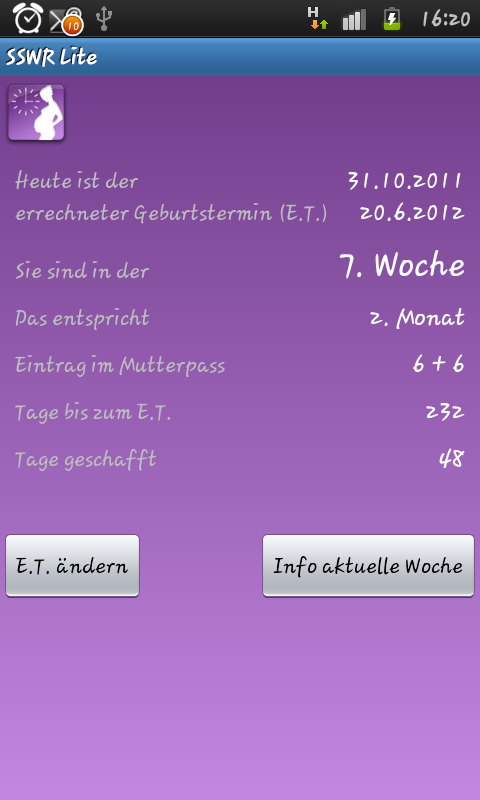 H 16:20
10
SSWR Lite
Heute ist der 31.10.2011
errechneter Geburtstermin (E.T.) 20.6.2012
Sie sind in der 7. Woche
Das entspricht 2. Monat
Eintrag im Mutterpass 6 + 6
Tage bis zum E.T. 232
Tage geschafft 48
E.T. ändern Info aktuelle Woche